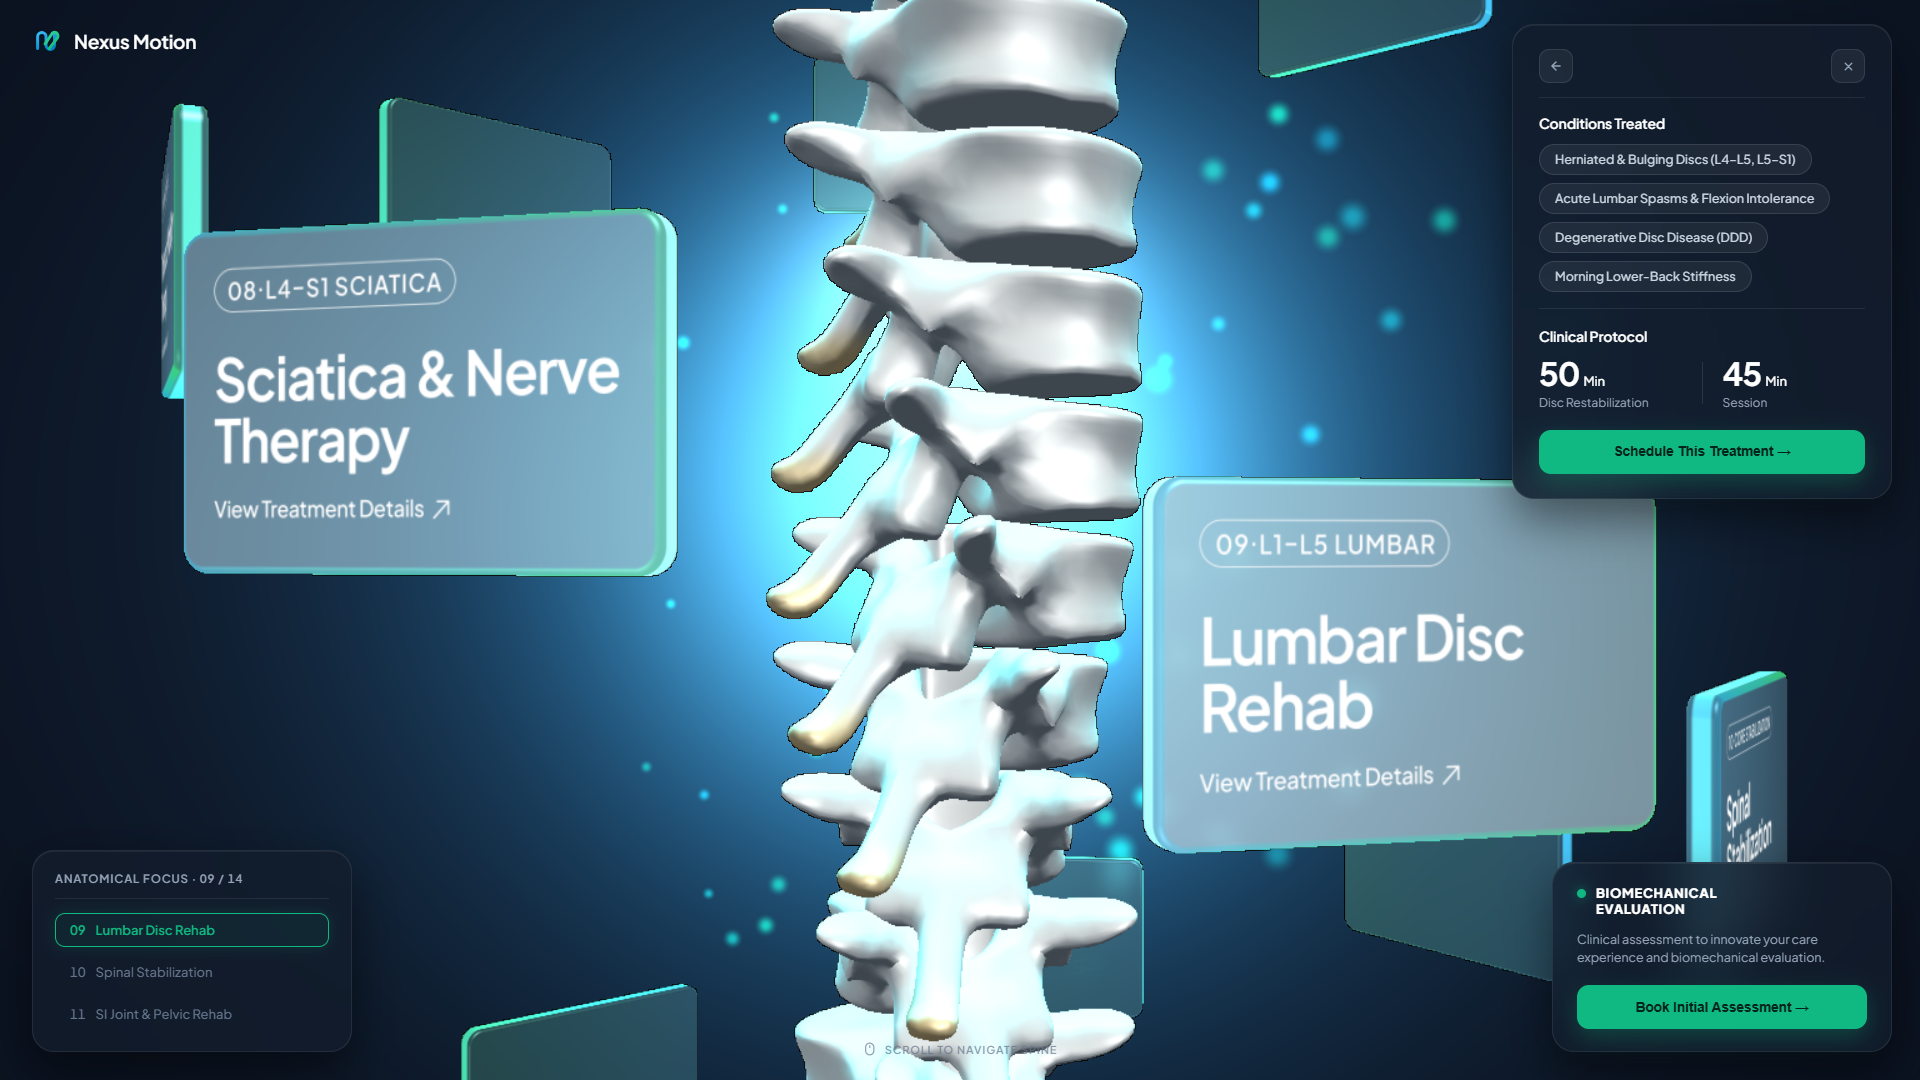 Nexus Motion
08·L4–S1 SCIATICA
Sciatica & Nerve
Therapy
View Treatment Details ↗
Conditions Treated
Herniated & Bulging Discs (L4–L5, L5–S1)
Acute Lumbar Spasms & Flexion Intolerance
Degenerative Disc Disease (DDD)
Morning Lower-Back Stiffness
Clinical Protocol
50 Min
Disc Restabilization
45 Min
Session
Schedule This Treatment →
09·L1–L5 LUMBAR
Lumbar Disc
Rehab
View Treatment Details ↗
10·CORE STABILIZATION
Spinal
Stabilization
ANATOMICAL FOCUS · 09 / 14
09 Lumbar Disc Rehab
10 Spinal Stabilization
11 SI Joint & Pelvic Rehab
SCROLL TO NAVIGATE SPINE
BIOMECHANICAL
EVALUATION
Clinical assessment to innovate your care
experience and biomechanical evaluation.
Book Initial Assessment →